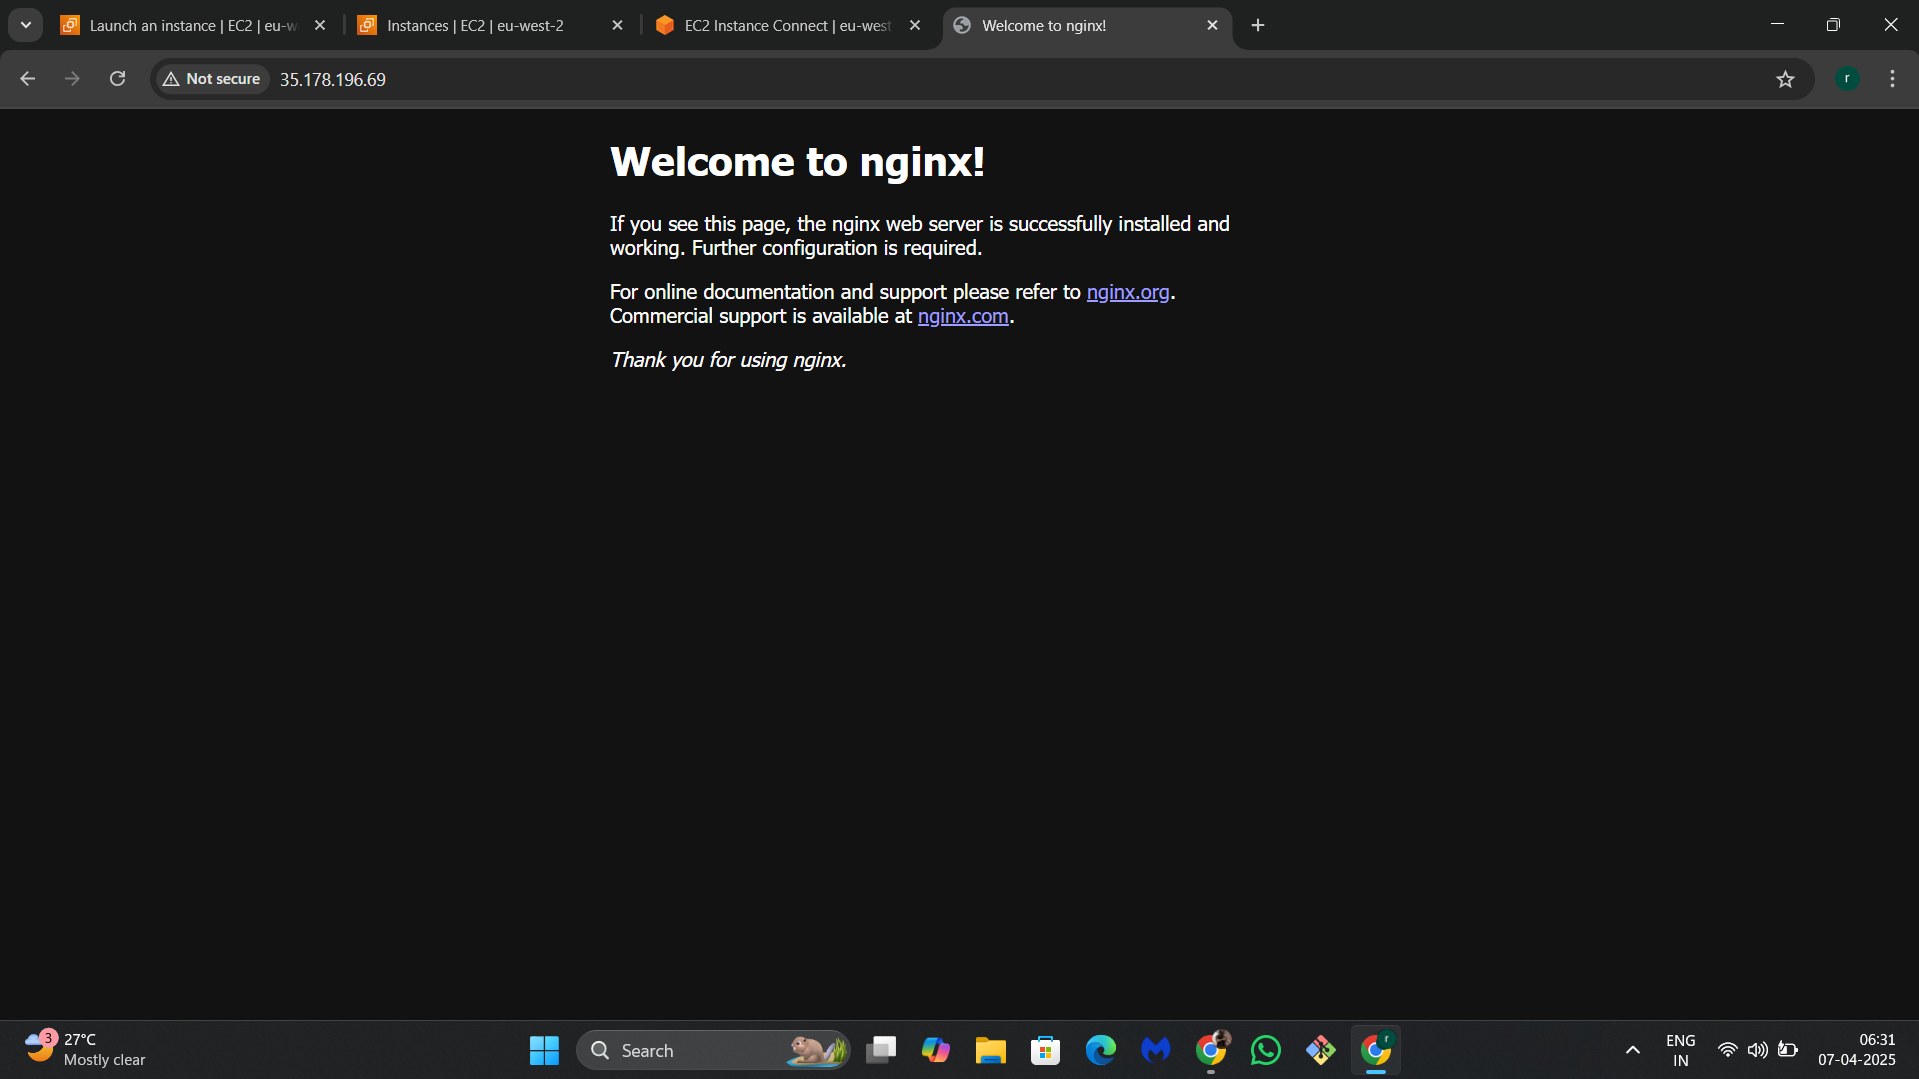 Launch an instance | EC2 | eu-w
Instances | EC2 | eu-west-2
EC2 Instance Connect | eu-west
Welcome to nginx!
Not secure
35.178.196.69
r
Welcome to nginx!
If you see this page, the nginx web server is successfully installed and
working. Further configuration is required.
For online documentation and support please refer to nginx.org.
Commercial support is available at nginx.com.
Thank you for using nginx.
3
27°C
Mostly clear
Search
r
ENG
IN
06:31
07-04-2025